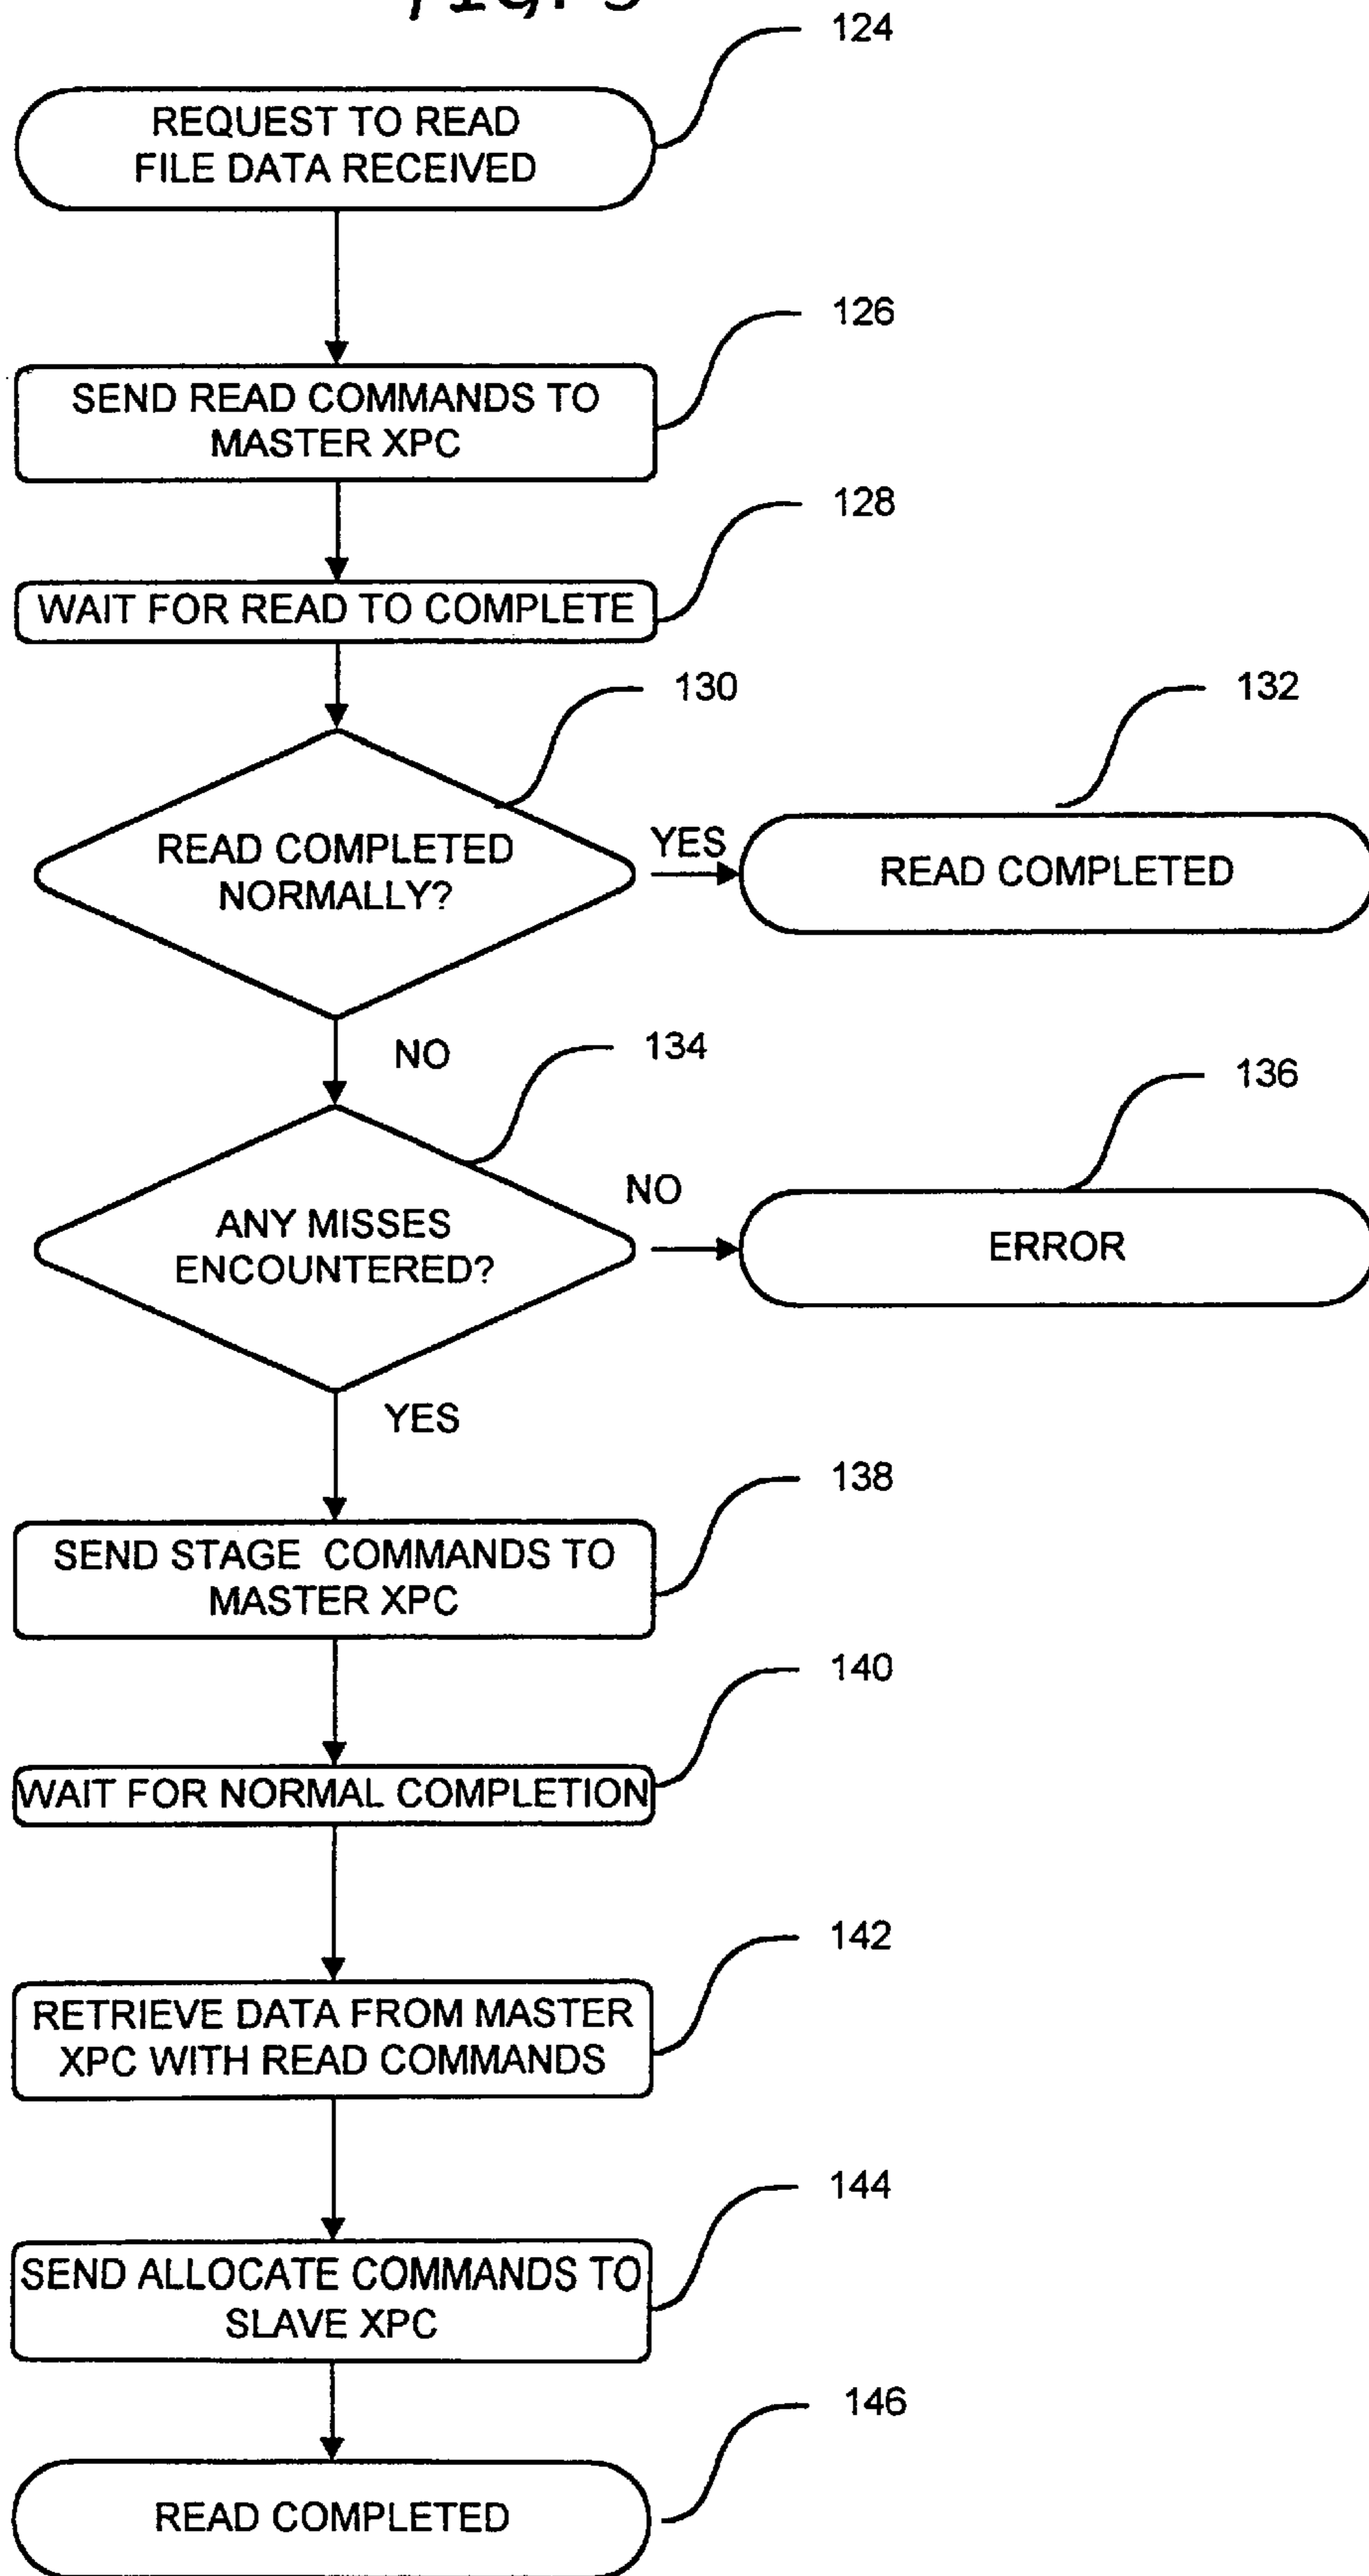 FIG. 5
124
REQUEST TO READ
FILE DATA RECEIVED
126
SEND READ COMMANDS TO
MASTER XPC
128
WAIT FOR READ TO COMPLETE
130
132
READ COMPLETED
NORMALLY?
YES
READ COMPLETED
NO
134
136
ANY MISSES
ENCOUNTERED?
NO
ERROR
YES
138
SEND STAGE COMMANDS TO
MASTER XPC
140
WAIT FOR NORMAL COMPLETION
142
RETRIEVE DATA FROM MASTER
XPC WITH READ COMMANDS
144
SEND ALLOCATE COMMANDS TO
SLAVE XPC
146
READ COMPLETED